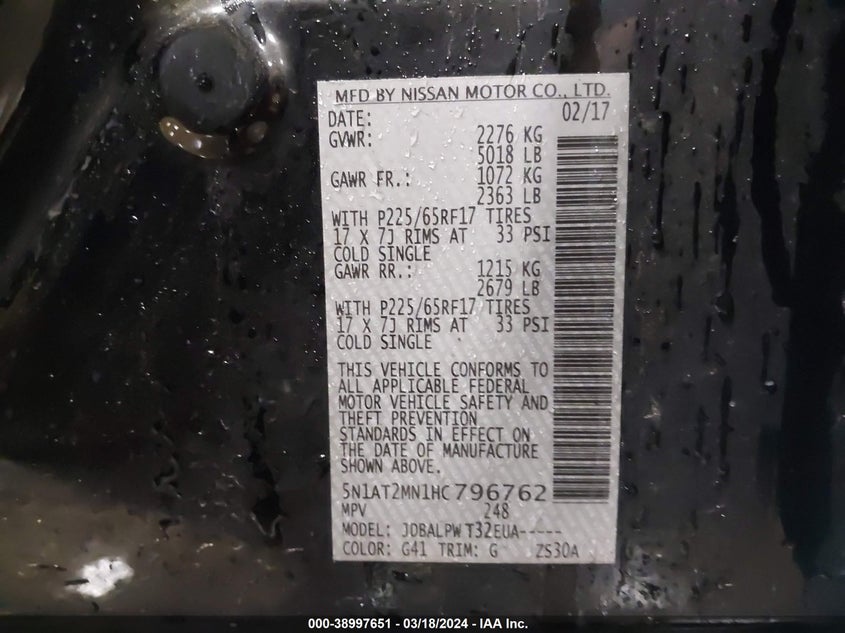 MFD BY NISSAN MOTOR CO., LTD.
DATE: 02/17
GVWR: 2276 KG
5018 LB
GAWR FR.: 1072 KG
2363 LB
WITH P225/65RF17 TIRES
17 X 7J RIMS AT 33 PSI
COLD SINGLE
GAWR RR.: 1215 KG
2679 LB
WITH P225/65RF17 TIRES
17 X 7J RIMS AT 33 PSI
COLD SINGLE
THIS VEHICLE CONFORMS TO
ALL APPLICABLE FEDERAL
MOTOR VEHICLE SAFETY AND
THEFT PREVENTION
STANDARDS IN EFFECT ON
THE DATE OF MANUFACTURE
SHOWN ABOVE.
5N1AT2MN1HC796762
MPV 248
MODEL: JDBALPW T32EUA-----
COLOR: G41 TRIM: G ZS30A
000-38997651 - 03/18/2024 - IAA Inc.